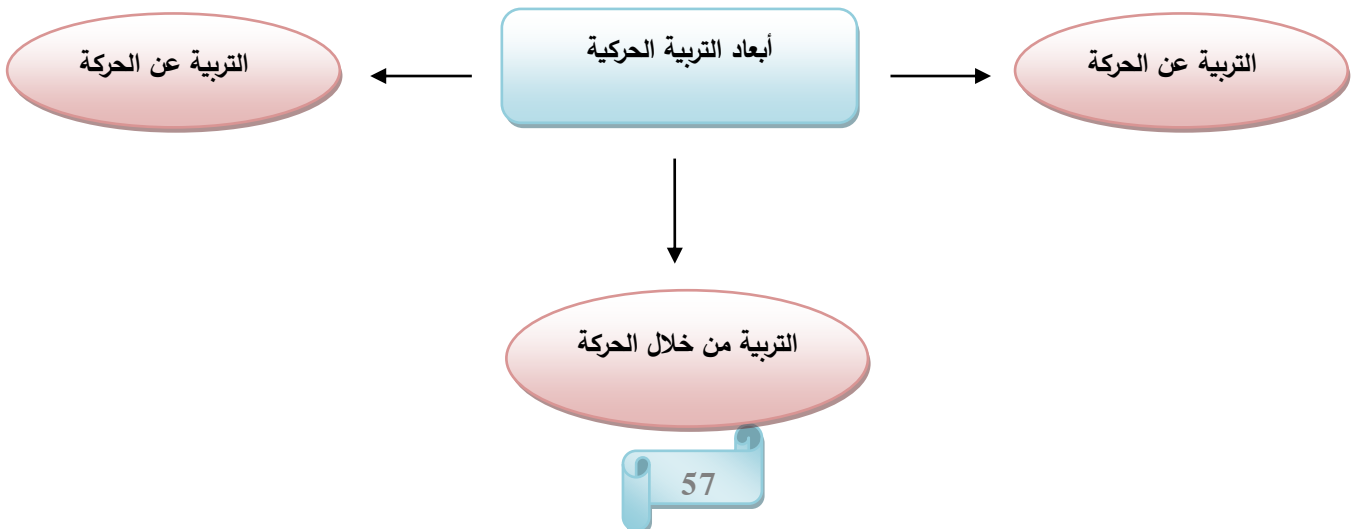 أبعاد التربية الحركية
التربية عن الحركة
التربية عن الحركة
التربية من خلال الحركة
57